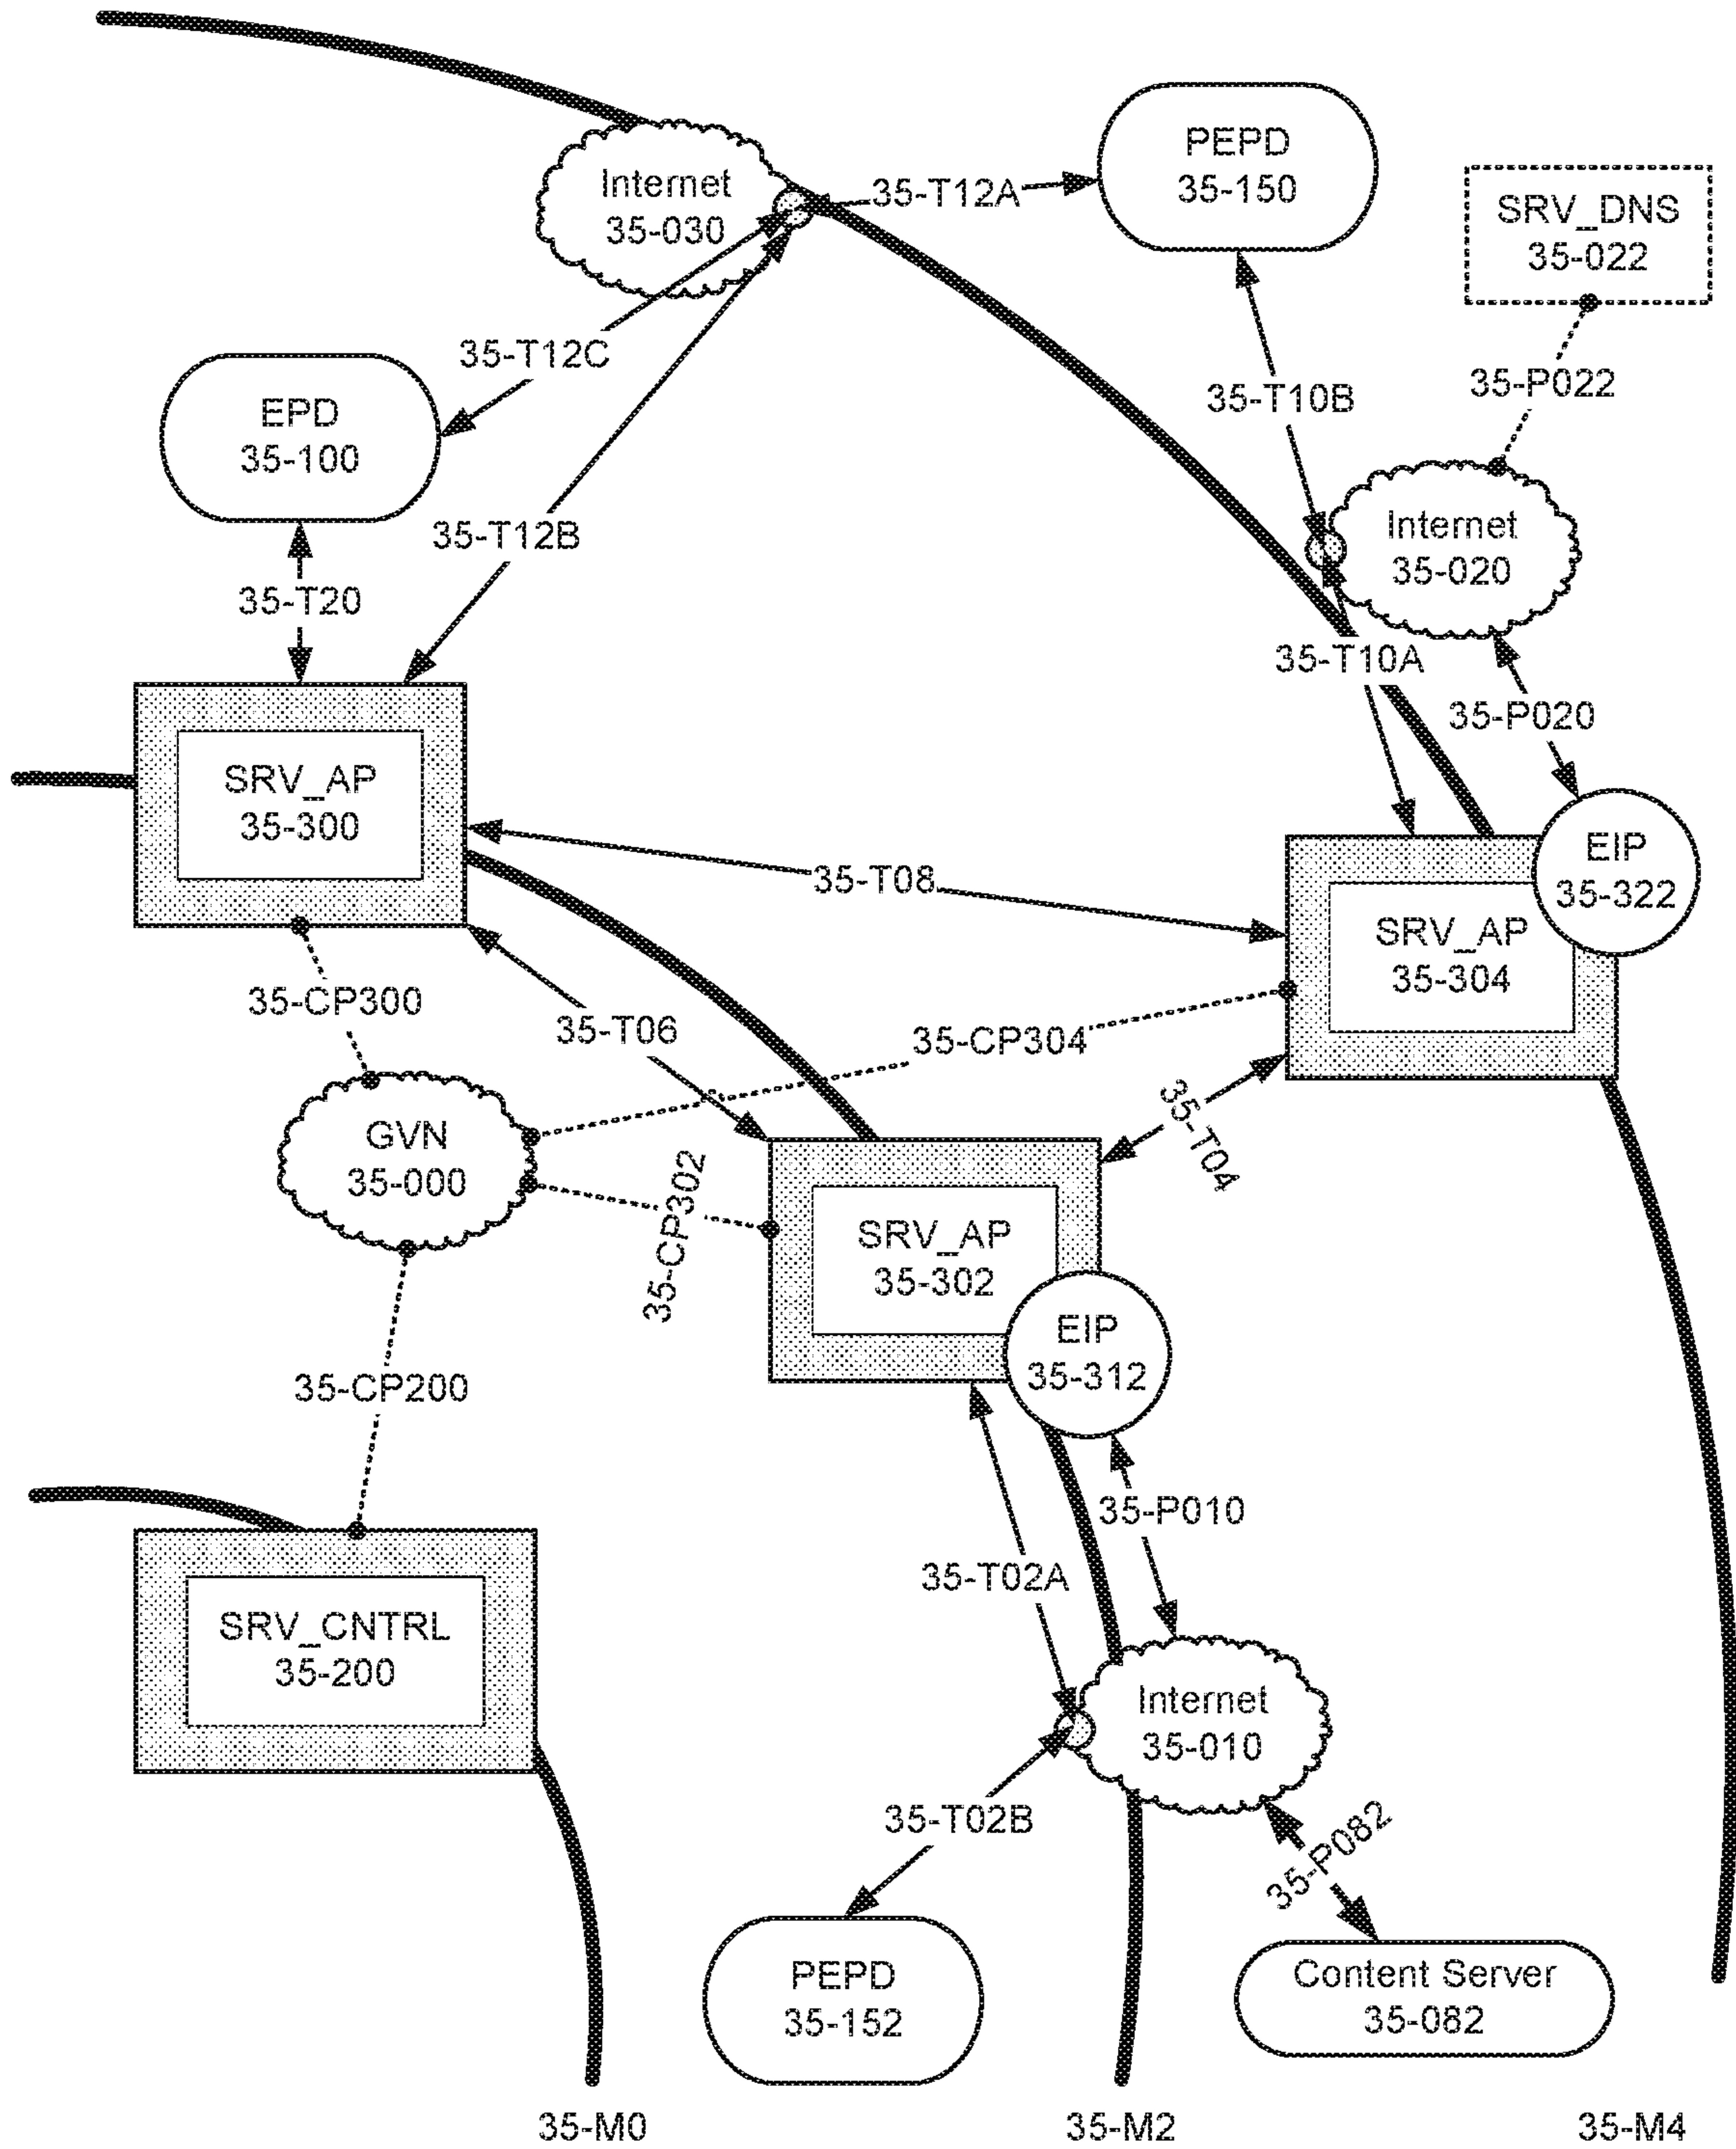 Internet
35-030
35-T12A
PEPD
35-150
SRV_DNS
35-022
35-T12C
35-P022
EPD
35-100
35-T10B
35-T12B
Internet
35-020
35-T20
35-T10A
35-P020
SRV_AP
35-300
EIP
35-322
35-T08
SRV_AP
35-304
35-CP300
35-T06
35-CP304
35-T04
GVN
35-000
35-CP302
SRV_AP
35-302
EIP
35-312
35-CP200
35-P010
35-T02A
SRV_CNTRL
35-200
Internet
35-010
35-T02B
35-P082
PEPD
35-152
Content Server
35-082
35-M0
35-M2
35-M4